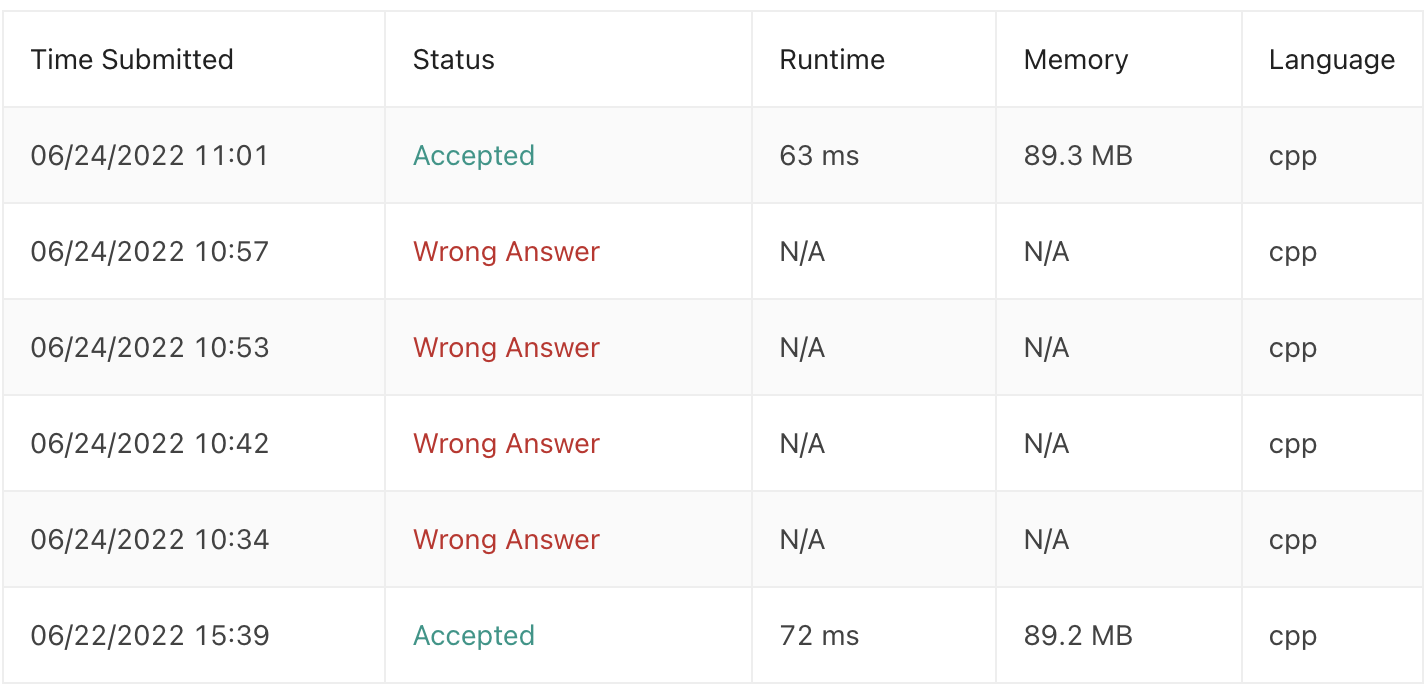 Time Submitted Status Runtime Memory Language
06/24/2022 11:01 Accepted 63 ms 89.3 MB cpp
06/24/2022 10:57 Wrong Answer N/A N/A cpp
06/24/2022 10:53 Wrong Answer N/A N/A cpp
06/24/2022 10:42 Wrong Answer N/A N/A cpp
06/24/2022 10:34 Wrong Answer N/A N/A cpp
06/22/2022 15:39 Accepted 72 ms 89.2 MB cpp